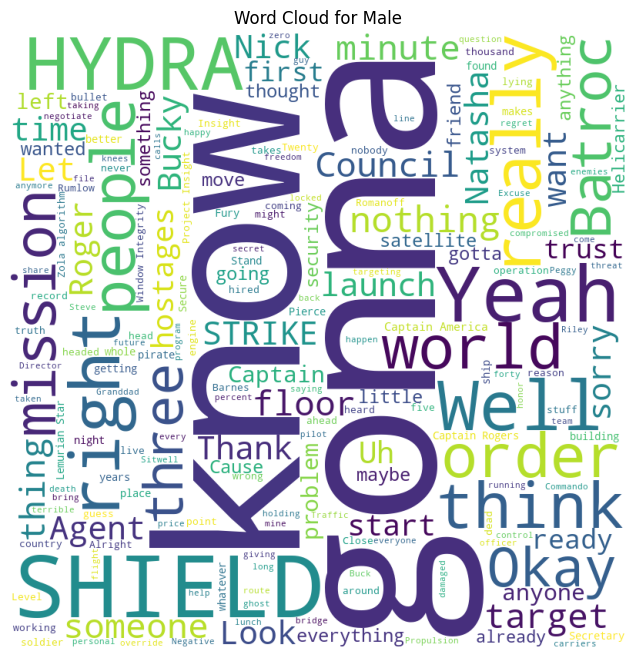 Word Cloud for Male
HYDRA
Nick
minute
question
thousand
zero
guy
first
found
lying
taking
bullet
negotiate
left
people
something
Bucky
thought
line
friend
Natasha
makes
regret
really
anything
Batroc
Helicarrier
time
better
happy
Insight
takes
calls
Twenty
wanted
knees
freedom
nobody
system
want
enemies
Let
never
Council
move
coming
might
locked
Romanoff
nothing
Excuse
compromised
come
anymore
file
Rumlow
Project Insight
Fury
know
gonna
security
satellite
trust
mission
Roger
Zola algorithm
Window Integrity
hostages
Secure
secret
Stand
going
hired
targeting
back
gotta
operation
Peggy
threat
share
record
Steve
launch
Yeah
truth
head
future
pirate
engine
STRIKE
Pierce
happen
Captain America
world
Riley
Director
headed
whole
program
Captain
saying
ship
forty
reason
sorry
taken
right
getting
Granddad
three
Barnes
percent
floor
little
heard
five
Well
honor
stuff
team
Lemurian Star
night
every
Thank
ahead
pilot
Uh
Captain Rogers
building
thing
live
years
Sitwell
Cause
wrong
problem
maybe
order
death
bring
place
terrible
guess
price
point
holding
mine
Traffic
start
think
running
Commando
dead
control
officer
ready
country
Agent
Alright
Close
everyone
SHIELD
flight
giving
long
Buck
around
damaged
Okay
anyone
Level
help
whatever
route
ghost
target
working
someone
lunch
bridge
Look
everything
already
Secretary
soldier
personal
override
Negative
Propulsion
carriers